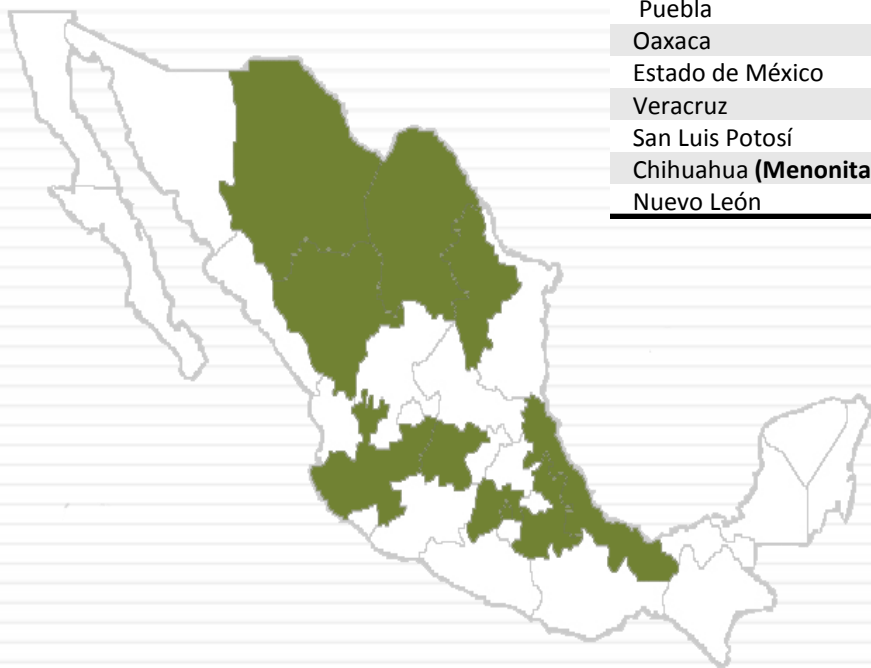 Puebla
Oaxaca
Estado de México
Veracruz
San Luis Potosí
Chihuahua (Menonita
Nuevo León